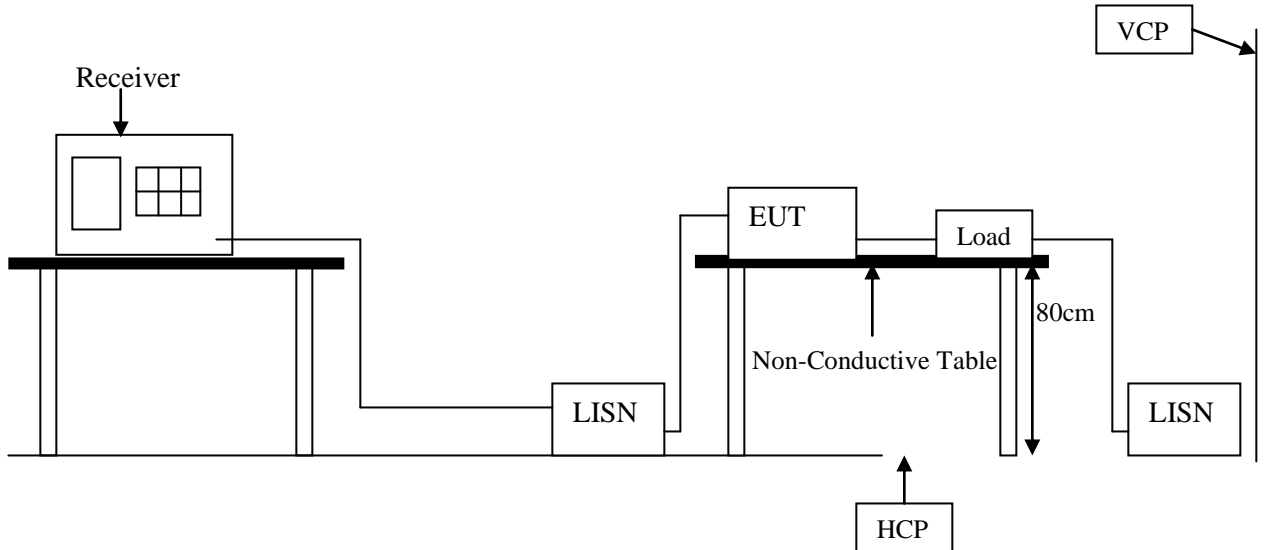 VCP
Receiver
EUT
Load
80cm
Non-Conductive Table
LISN
LISN
HCP